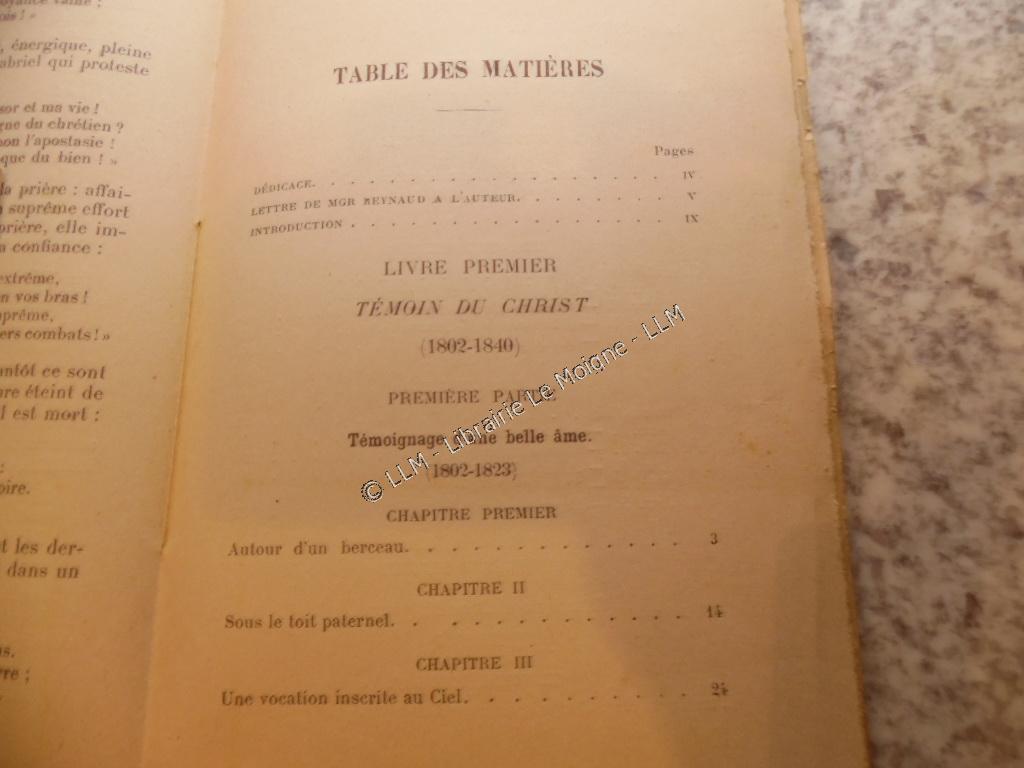 oyance vaine ;
ois ! »
, énergique, pleine
abriel qui proteste
sor et ma vie !
gne du chrétien ?
non l'apostasie !
que du bien ! »
la prière : affai-
n suprême effort
prière, elle im-
a confiance :
extrême,
n vos bras !
uprême,
ers combats ! »
antôt ce sont
bre éteint de
l est mort :
:
oire.
t les der-
dans un
s.
re ;
TABLE DES MATIÈRES
Pages
DÉDICACE. . . . . . . . . . . . . . . . . IV
LETTRE DE MGR REYNAUD A L'AUTEUR. . . . . . . . V
INTRODUCTION . . . . . . . . . . . . . . . IX
LIVRE PREMIER
TÉMOIN DU CHRIST
(1802-1840)
PREMIÈRE PARTIE
Témoignage d'une belle âme.
(1802-1823)
CHAPITRE PREMIER
Autour d'un berceau. . . . . . . . . . . . . . 3
CHAPITRE II
Sous le toit paternel. . . . . . . . . . . . . 14
CHAPITRE III
Une vocation inscrite au Ciel. . . . . . . . . . . 24
© LLM - Librairie Le Moigne - LLM